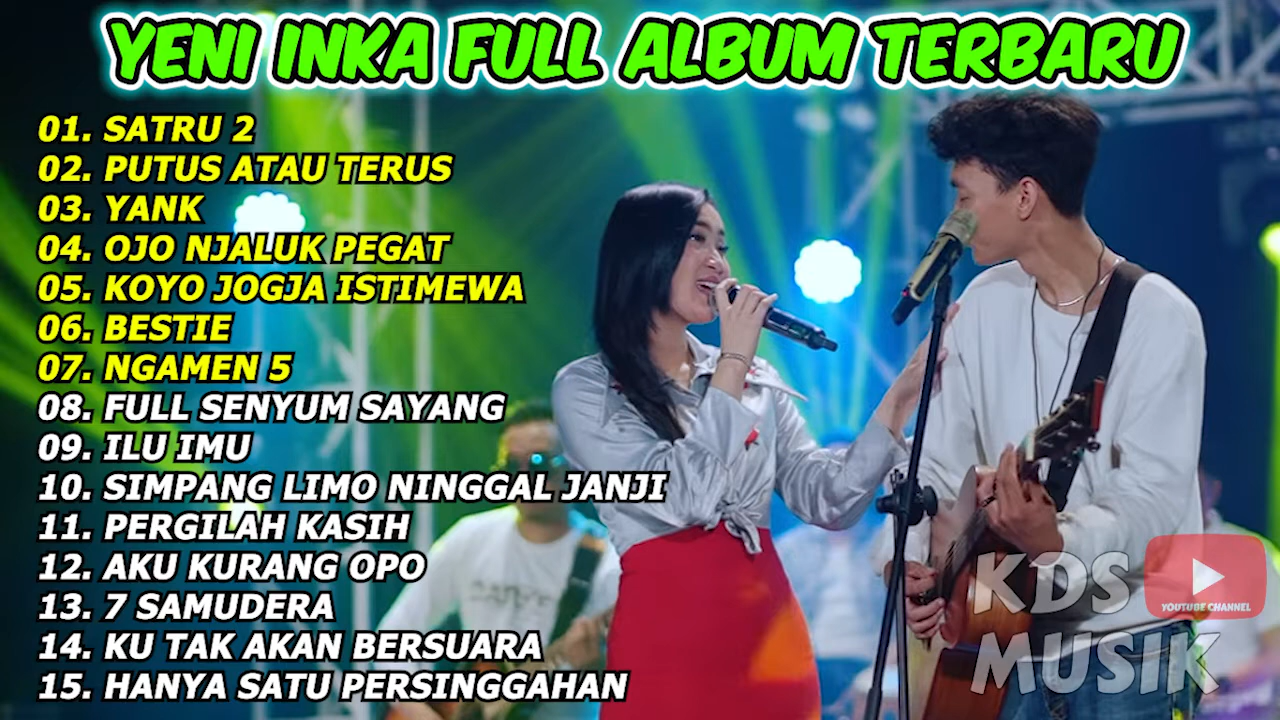 YENI INKA FULL ALBUM TERBARU
01. SATRU 2
02. PUTUS ATAU TERUS
03. YANK
04. OJO NJALUK PEGAT
05. KOYO JOGJA ISTIMEWA
06. BESTIE
07. NGAMEN 5
08. FULL SENYUM SAYANG
09. ILU IMU
10. SIMPANG LIMO NINGGAL JANJI
11. PERGILAH KASIH
12. AKU KURANG OPO
13. 7 SAMUDERA
14. KU TAK AKAN BERSUARA
15. HANYA SATU PERSINGGAHAN
KDS
YOUTUBE CHANNEL
MUSIK